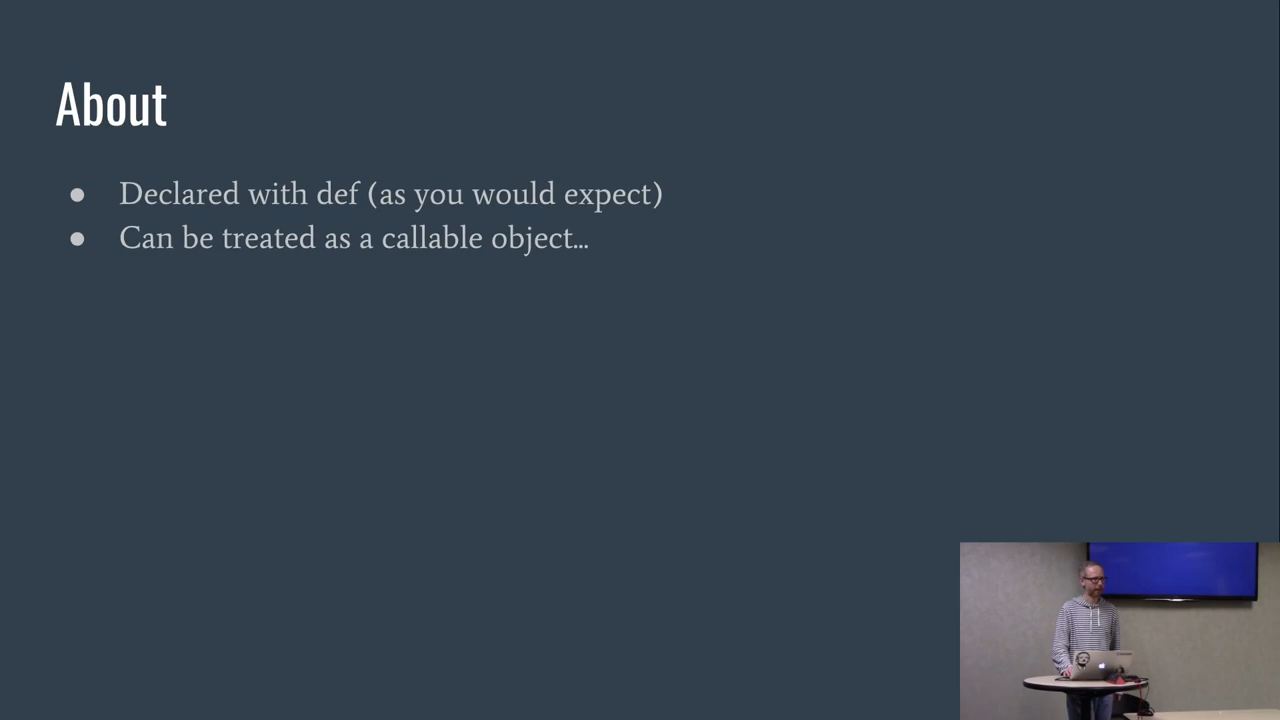 About
● Declared with def (as you would expect)
● Can be treated as a callable object...